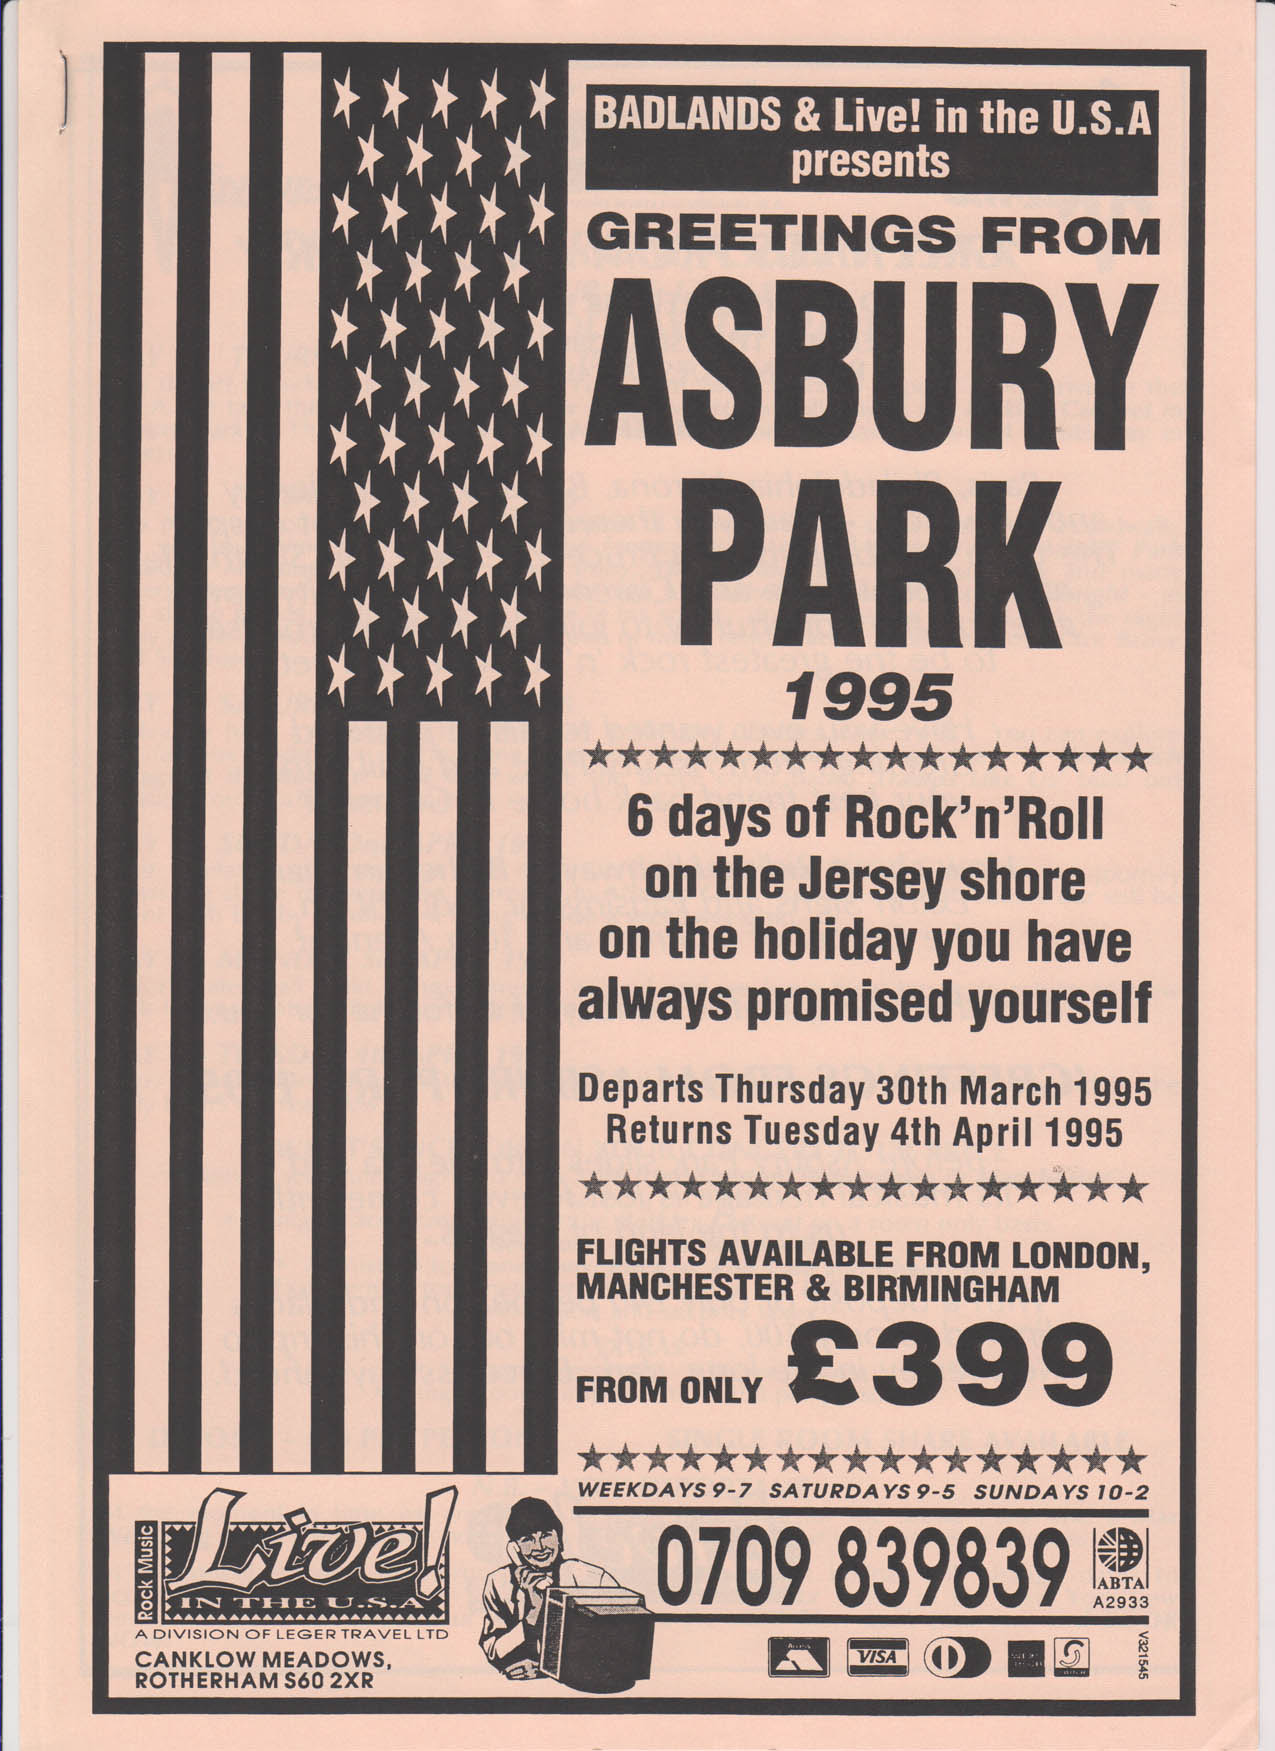 BADLANDS & Live! in the U.S.A
presents
GREETINGS FROM
ASBURY
PARK
1995
6 days of Rock'n'Roll
on the Jersey shore
on the holiday you have
always promised yourself
Departs Thursday 30th March 1995
Returns Tuesday 4th April 1995
FLIGHTS AVAILABLE FROM LONDON,
MANCHESTER & BIRMINGHAM
FROM ONLY £399
WEEKDAYS 9-7 SATURDAYS 9-5 SUNDAYS 10-2
0709 839839
ABTA
A2933
Rock Music
Live!
IN THE U.S.A
A DIVISION OF LEGER TRAVEL LTD
CANKLOW MEADOWS,
ROTHERHAM S60 2XR
VISA
V321545